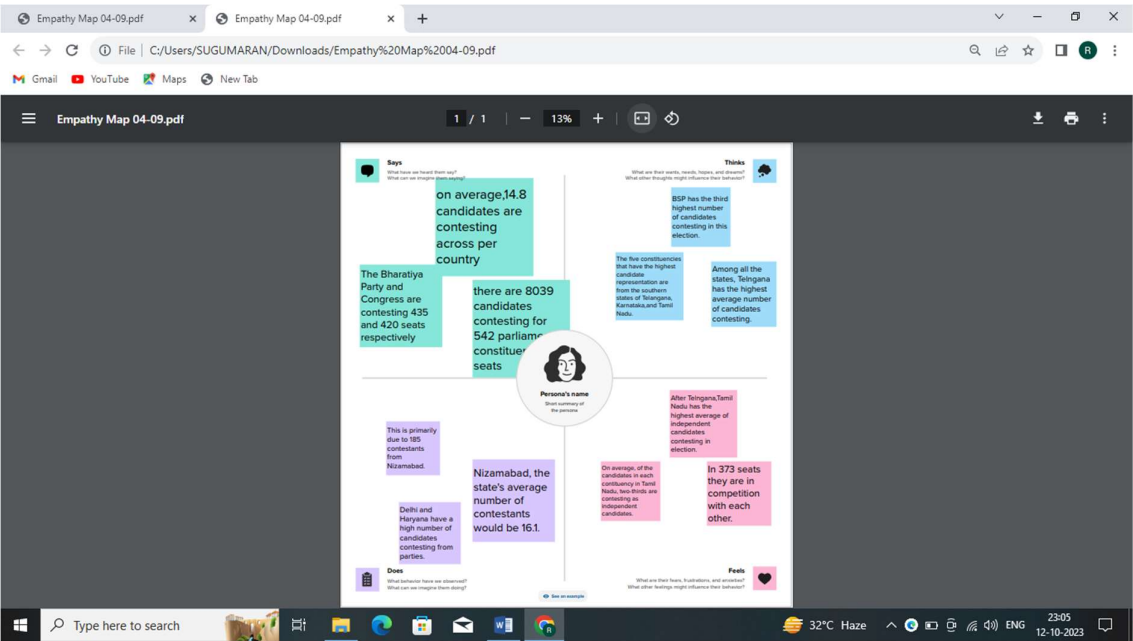 Empathy Map 04-09.pdf
Empathy Map 04-09.pdf
File
C:/Users/SUGUMARAN/Downloads/Empathy%20Map%2004-09.pdf
R
Gmail
YouTube
Maps
New Tab
Empathy Map 04-09.pdf
1 / 1
13%
Says
What have we heard them say?
What can we imagine them saying?
on average,14.8
candidates are
contesting
across per
country
The Bharatiya
Party and
Congress are
contesting 435
and 420 seats
respectively
there are 8039
candidates
contesting for
542 parliame
constituer
seats
Thinks
What are their wants, needs, hopes, and dreams?
What other thoughts might influence their behavior?
BSP has the third
highest number
of candidates
contesting in this
election.
The five constituencies
that have the highest
candidate
representation are
from the southern
states of Telangana,
Karnataka,and Tamil
Nadu.
Among all the
states, Telngana
has the highest
average number
of candidates
contesting.
Persona's name
Short summary of
the persona
This is primarily
due to 185
contestants
from
Nizamabad.
Nizamabad, the
state's average
number of
contestants
would be 16.1.
Delhi and
Haryana have a
high number of
candidates
contesting from
parties.
Does
What behavior have we observed?
What can we imagine them doing?
After Telngana,Tamil
Nadu has the
highest average of
independent
candidates
contesting in
election.
On average, of the
candidates in each
contituency in Tamil
Nadu, two-thirds are
contesting as
independent
candidates.
In 373 seats
they are in
competition
with each
other.
Feels
What are their fears, frustrations, and anxieties?
What other feelings might influence their behavior?
See an example
Type here to search
32°C Haze
ENG
23:05
12-10-2023